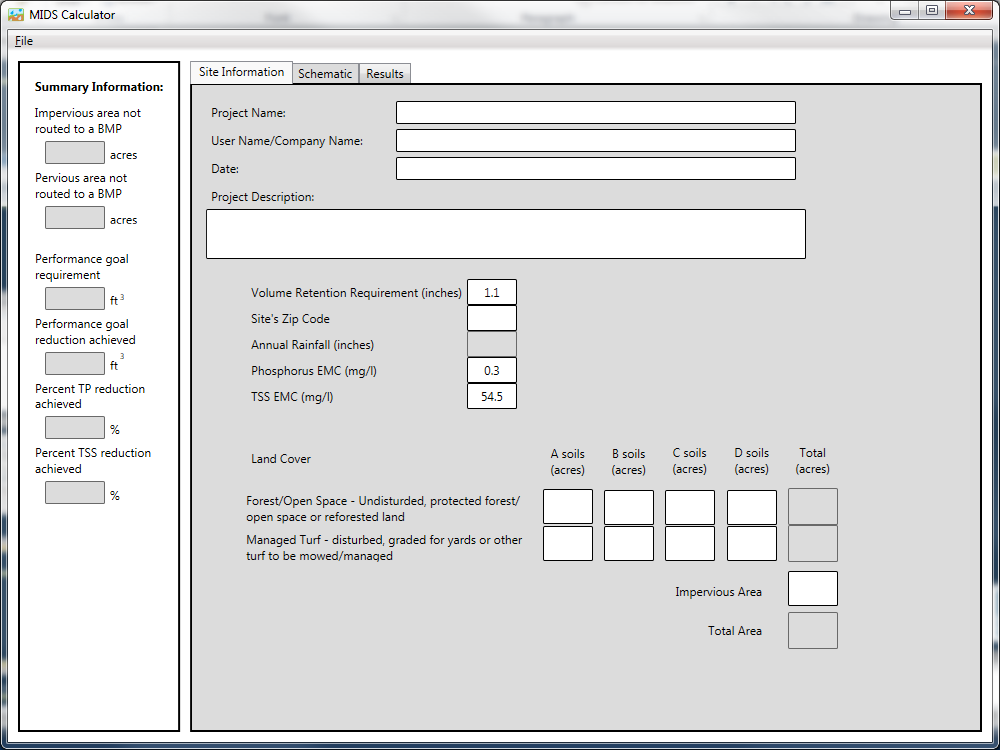 MIDS Calculator
File
Summary Information:
Impervious area not
routed to a BMP
acres
Pervious area not
routed to a BMP
acres
Performance goal
requirement
ft 3
Performance goal
reduction achieved
ft 3
Percent TP reduction
achieved
%
Percent TSS reduction
achieved
%
Site Information Schematic Results
Project Name:
User Name/Company Name:
Date:
Project Description:
Volume Retention Requirement (inches) 1.1
Site's Zip Code
Annual Rainfall (inches)
Phosphorus EMC (mg/l) 0.3
TSS EMC (mg/l) 54.5
Land Cover
A soils B soils C soils D soils Total
(acres) (acres) (acres) (acres) (acres)
Forest/Open Space - Undisturded, protected forest/
open space or reforested land
Managed Turf - disturbed, graded for yards or other
turf to be mowed/managed
Impervious Area
Total Area